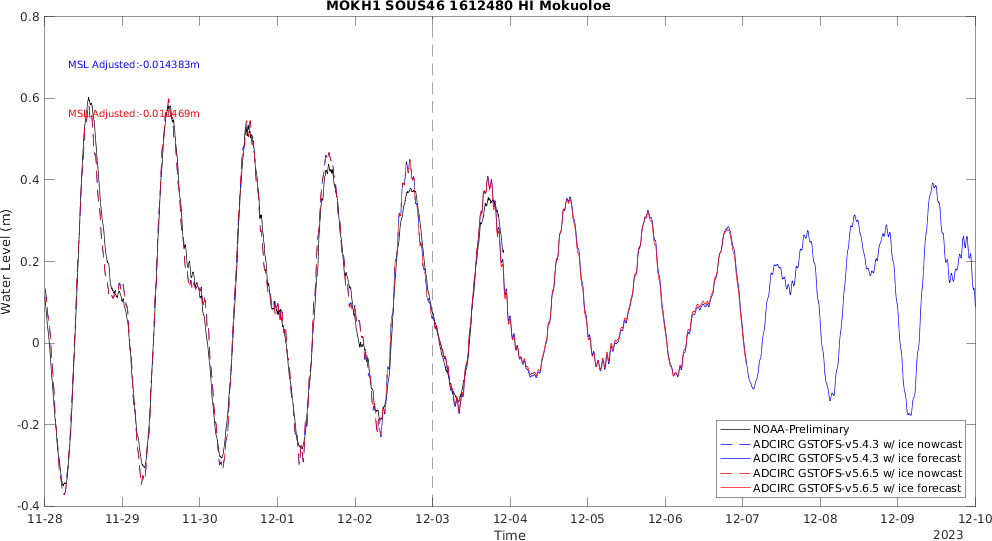 MOKH1 SOUS46 1612480 HI Mokuoloe
MSL Adjusted:-0.014383m
MSL Adjusted:-0.011469m
Water Level (m)
0.8
0.6
0.4
0.2
0
-0.2
-0.4
NOAA-Preliminary
ADCIRC GSTOFS-v5.4.3 w/ ice nowcast
ADCIRC GSTOFS-v5.4.3 w/ ice forecast
ADCIRC GSTOFS-v5.6.5 w/ ice nowcast
ADCIRC GSTOFS-v5.6.5 w/ ice forecast
11-28 11-29 11-30 12-01 12-02 12-03 12-04 12-05 12-06 12-07 12-08 12-09 12-10
Time
2023